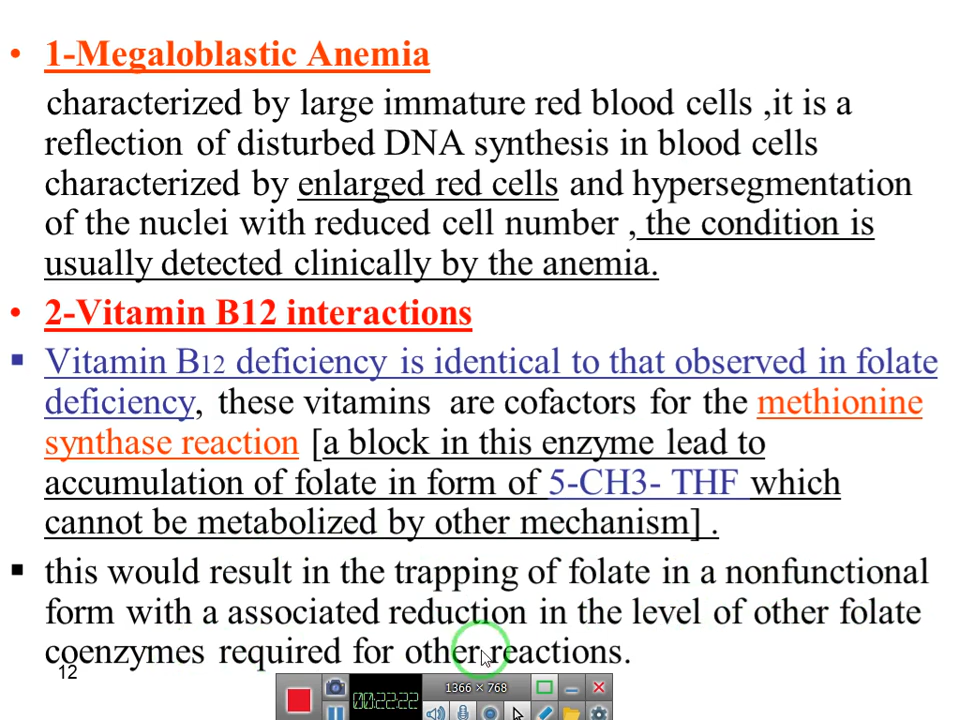 • 1-Megaloblastic Anemia
characterized by large immature red blood cells ,it is a
reflection of disturbed DNA synthesis in blood cells
characterized by enlarged red cells and hypersegmentation
of the nuclei with reduced cell number , the condition is
usually detected clinically by the anemia.
• 2-Vitamin B12 interactions
▪ Vitamin B12 deficiency is identical to that observed in folate
deficiency, these vitamins are cofactors for the methionine
synthase reaction [a block in this enzyme lead to
accumulation of folate in form of 5-CH3- THF which
cannot be metabolized by other mechanism] .
▪ this would result in the trapping of folate in a nonfunctional
form with a associated reduction in the level of other folate
coenzymes required for other reactions.
12
1366 × 768
00:22:22